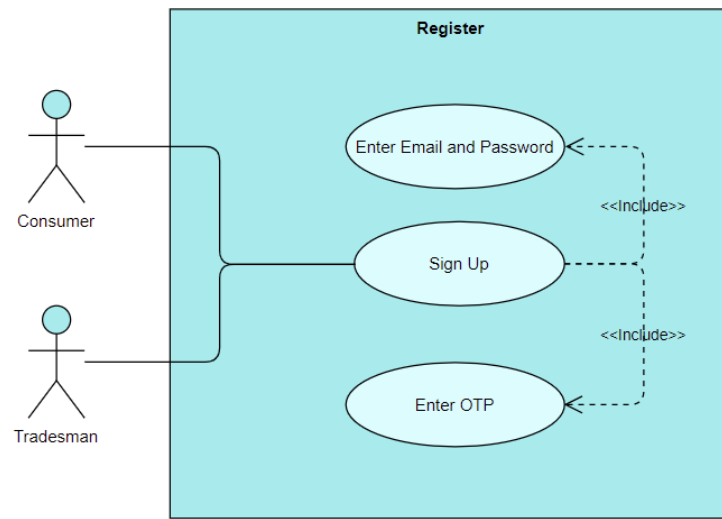 Register
Enter Email and Password
Consumer
<<Include>>
Sign Up
<<Include>>
Enter OTP
Tradesman